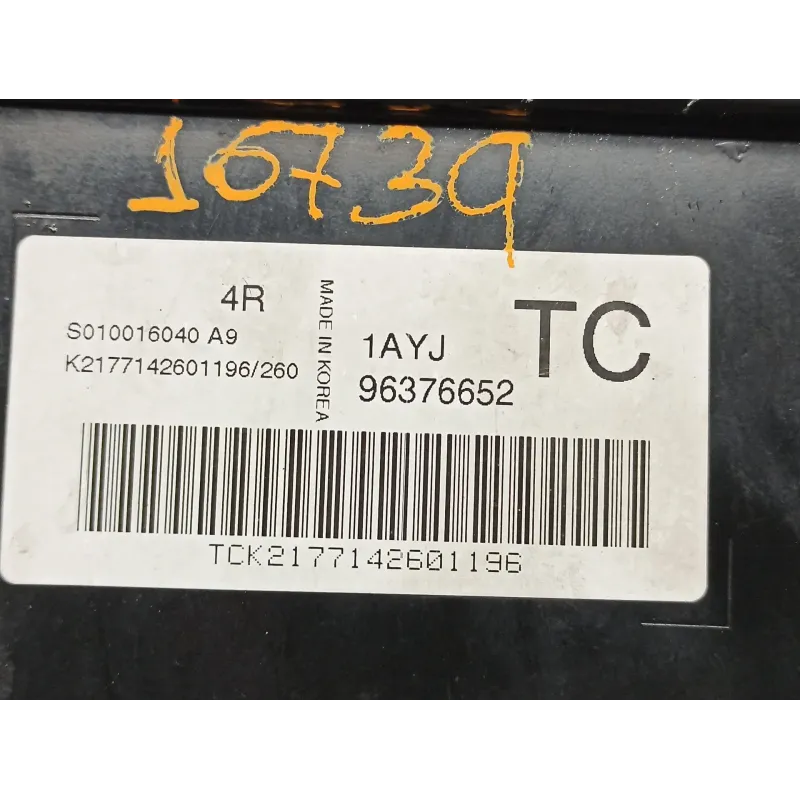 16739
4R
S010016040 A9
K2177142601196/260
MADE IN KOREA
1AYJ
96376652
TC
TCK2177142601196